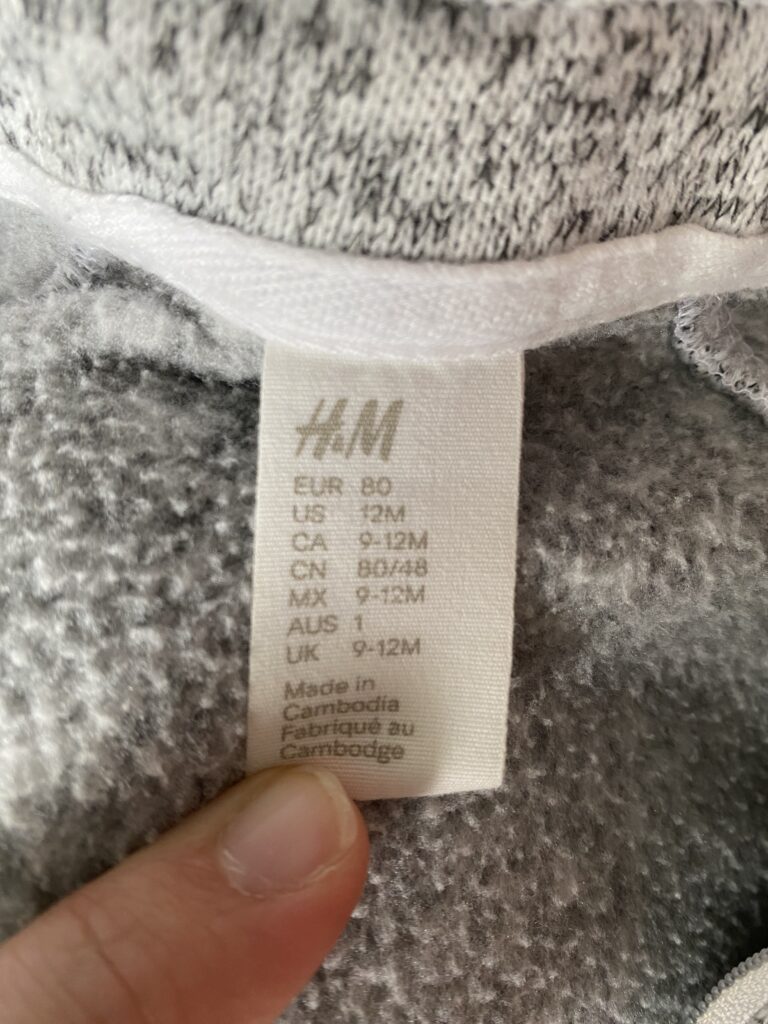 H&M
EUR 80
US 12M
CA 9-12M
CN 80/48
MX 9-12M
AUS 1
UK 9-12M
Made in
Cambodia
Fabriqué au
Cambodge